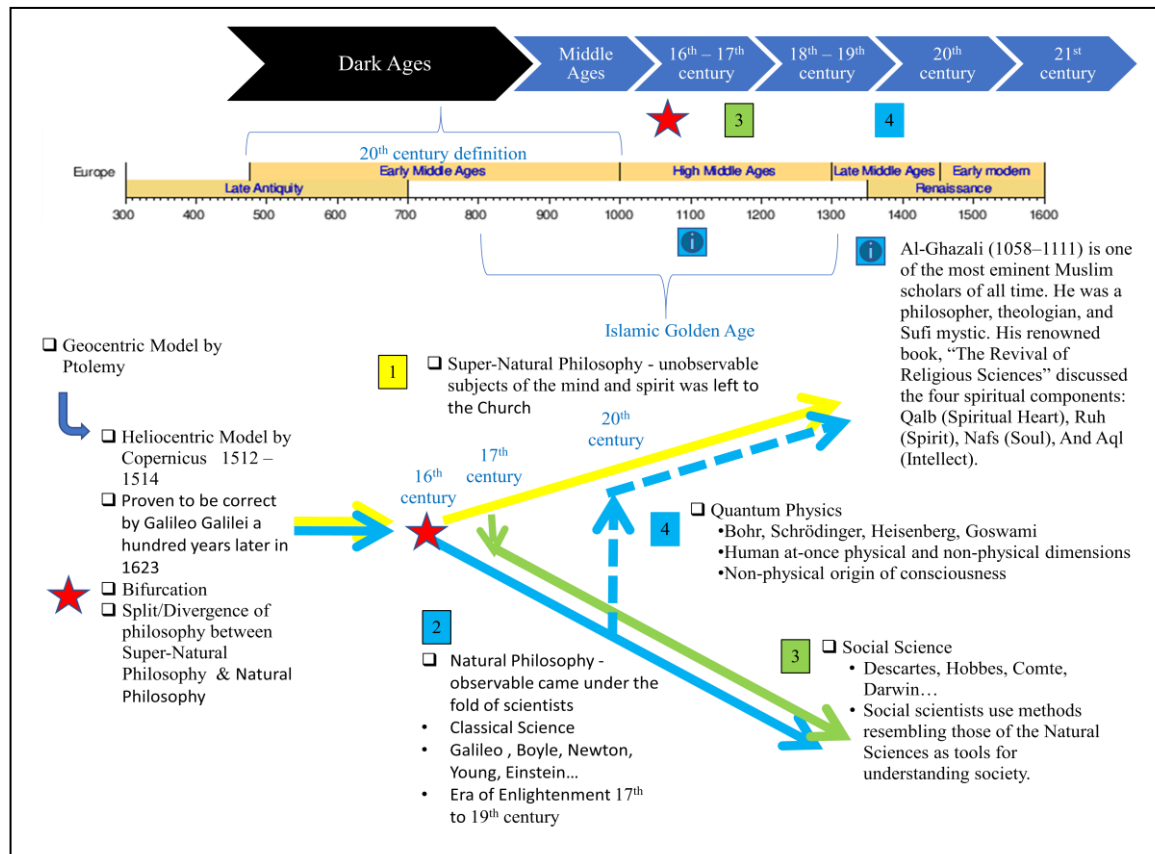 Dark Ages
Middle
Ages
16th – 17th
century
18th – 19th
century
20th
century
21st
century
3
4
20th century definition
Europe
Early Middle Ages
High Middle Ages
Late Middle Ages
Early modern
Late Antiquity
Renaissance
300 400 500 600 700 800 900 1000 1100 1200 1300 1400 1500 1600
i
Islamic Golden Age
i
Al-Ghazali (1058–1111) is one
of the most eminent Muslim
scholars of all time. He was a
philosopher, theologian, and
Sufi mystic. His renowned
book, “The Revival of
Religious Sciences” discussed
the four spiritual components:
Qalb (Spiritual Heart), Ruh
(Spirit), Nafs (Soul), And Aql
(Intellect).
Geocentric Model by
Ptolemy
Heliocentric Model by
Copernicus 1512 –
1514
Proven to be correct
by Galileo Galilei a
hundred years later in
1623
Bifurcation
Split/Divergence of
philosophy between
Super-Natural
Philosophy & Natural
Philosophy
1
Super-Natural Philosophy - unobservable
subjects of the mind and spirit was left to
the Church
16th
century
17th
century
20th
century
4
Quantum Physics
•Bohr, Schrödinger, Heisenberg, Goswami
•Human at-once physical and non-physical dimensions
•Non-physical origin of consciousness
2
Natural Philosophy -
observable came under the
fold of scientists
• Classical Science
• Galileo , Boyle, Newton,
Young, Einstein…
• Era of Enlightenment 17th
to 19th century
3
Social Science
• Descartes, Hobbes, Comte,
Darwin…
• Social scientists use methods
resembling those of the Natural
Sciences as tools for
understanding society.